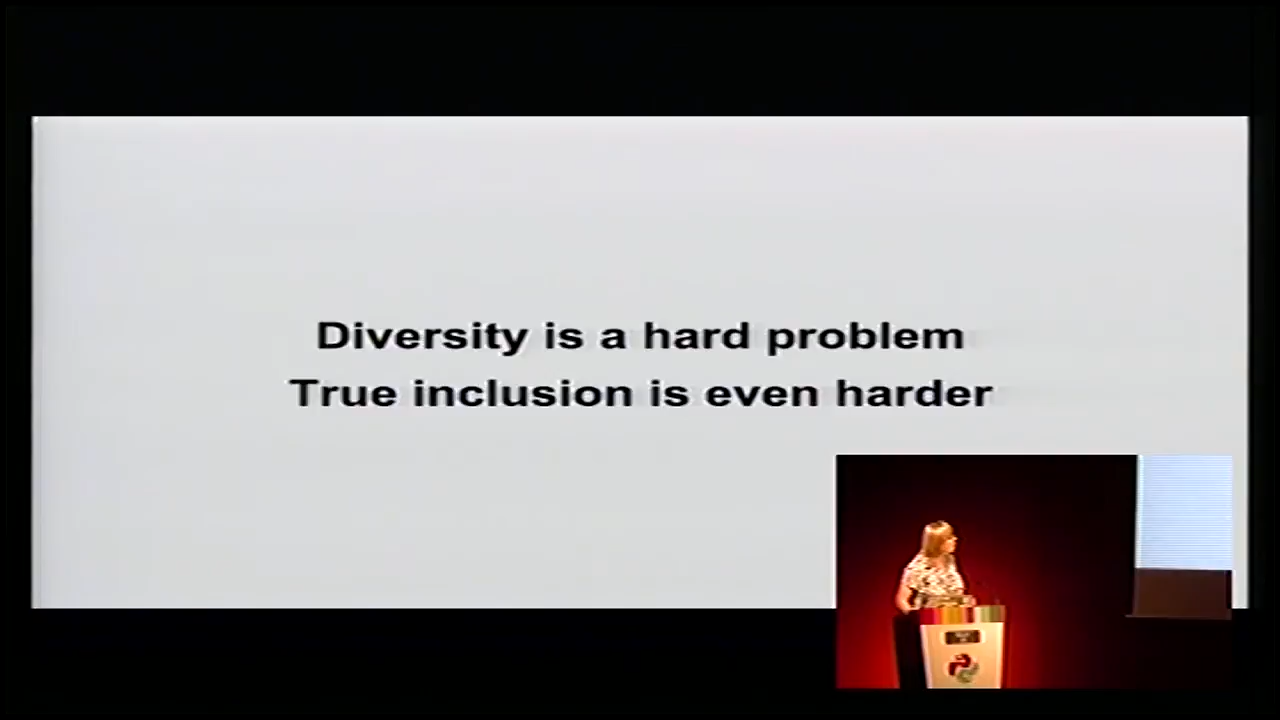 Diversity is a hard problem
True inclusion is even harder